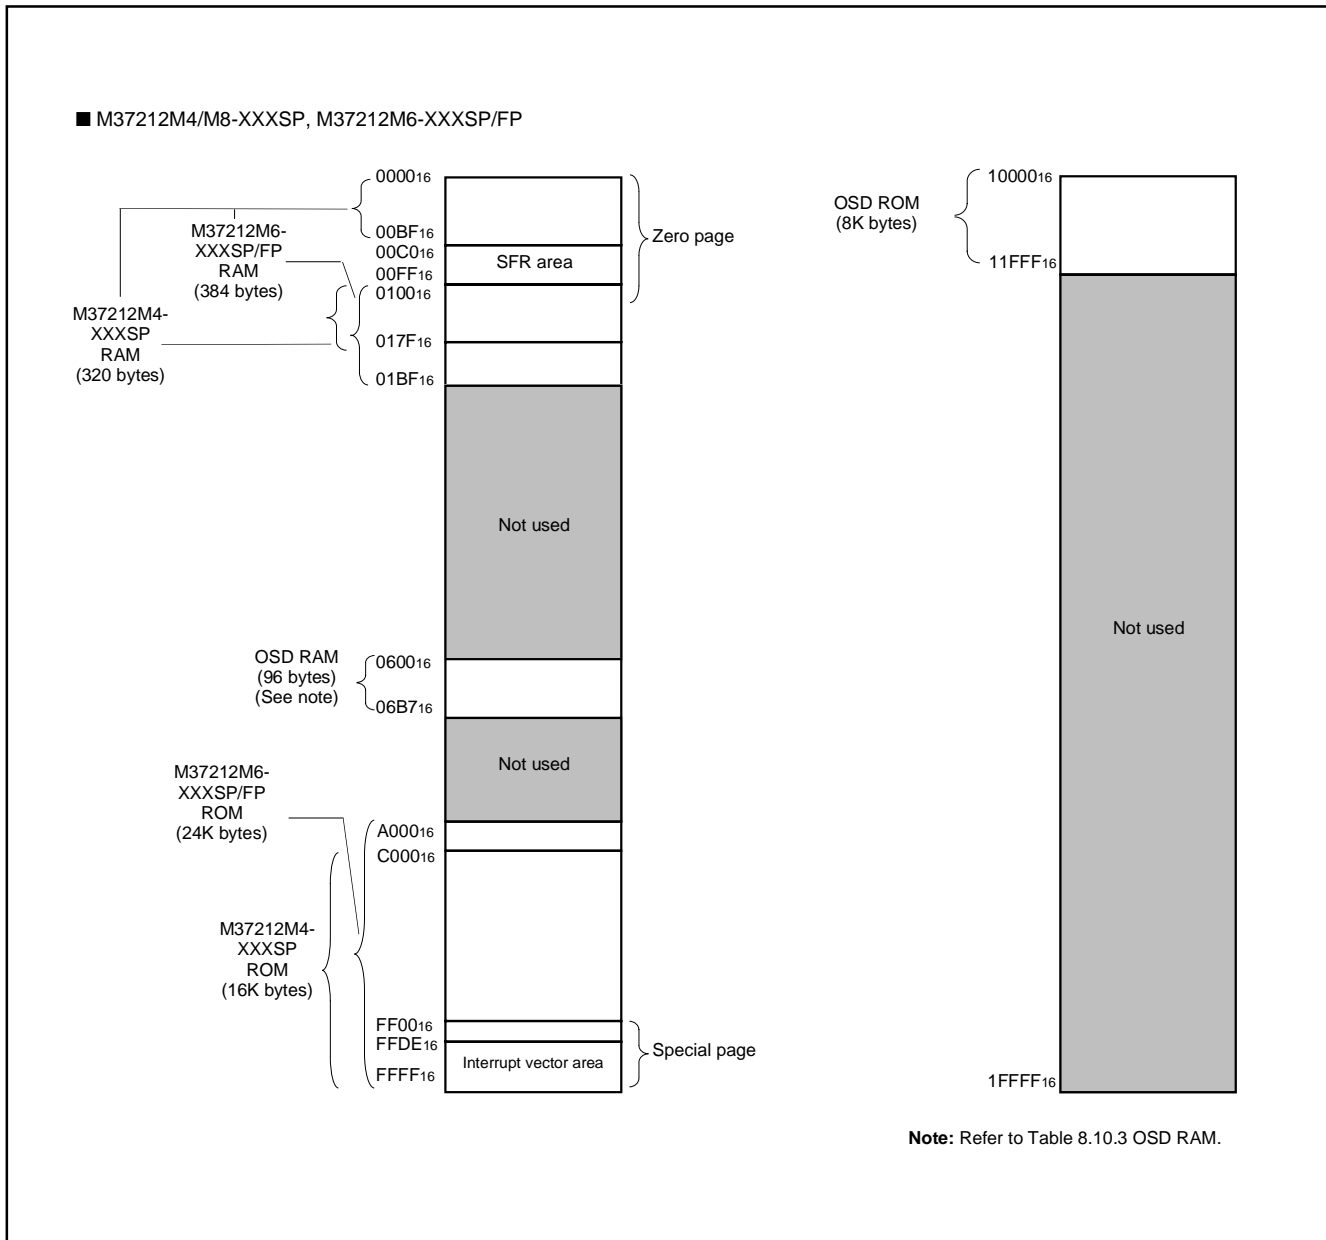 ■ M37212M4/M8-XXXSP, M37212M6-XXXSP/FP
000016
00BF16
00C016
00FF16
010016
017F16
01BF16
M37212M6-
XXXSP/FP
RAM
(384 bytes)
M37212M4-
XXXSP
RAM
(320 bytes)
SFR area
Zero page
Not used
OSD RAM
(96 bytes)
(See note)
060016
06B716
Not used
M37212M6-
XXXSP/FP
ROM
(24K bytes)
A00016
C00016
M37212M4-
XXXSP
ROM
(16K bytes)
FF0016
FFDE16
FFFF16
Interrupt vector area
Special page
OSD ROM
(8K bytes)
1000016
11FFF16
Not used
1FFFF16
Note: Refer to Table 8.10.3 OSD RAM.